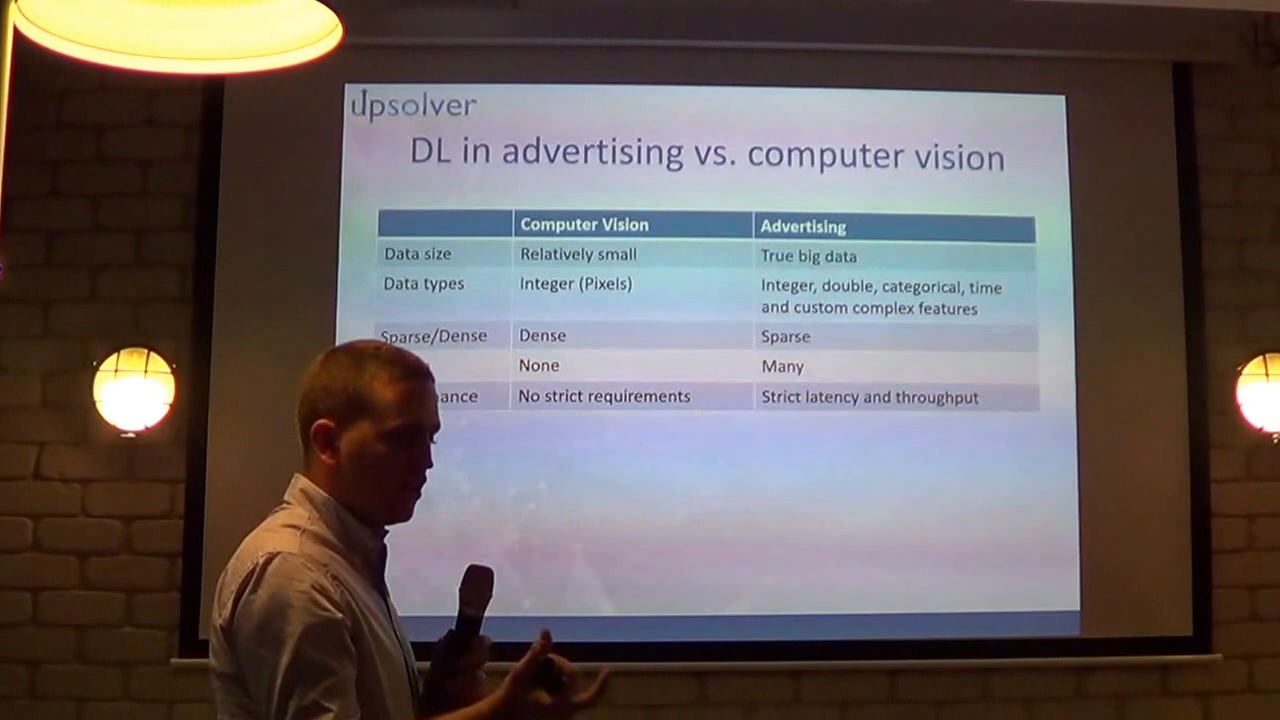 upsolver
DL in advertising vs. computer vision
Computer Vision Advertising
Data size Relatively small True big data
Data types Integer (Pixels) Integer, double, categorical, time
and custom complex features
Sparse/Dense Dense Sparse
None Many
No strict requirements Strict latency and throughput